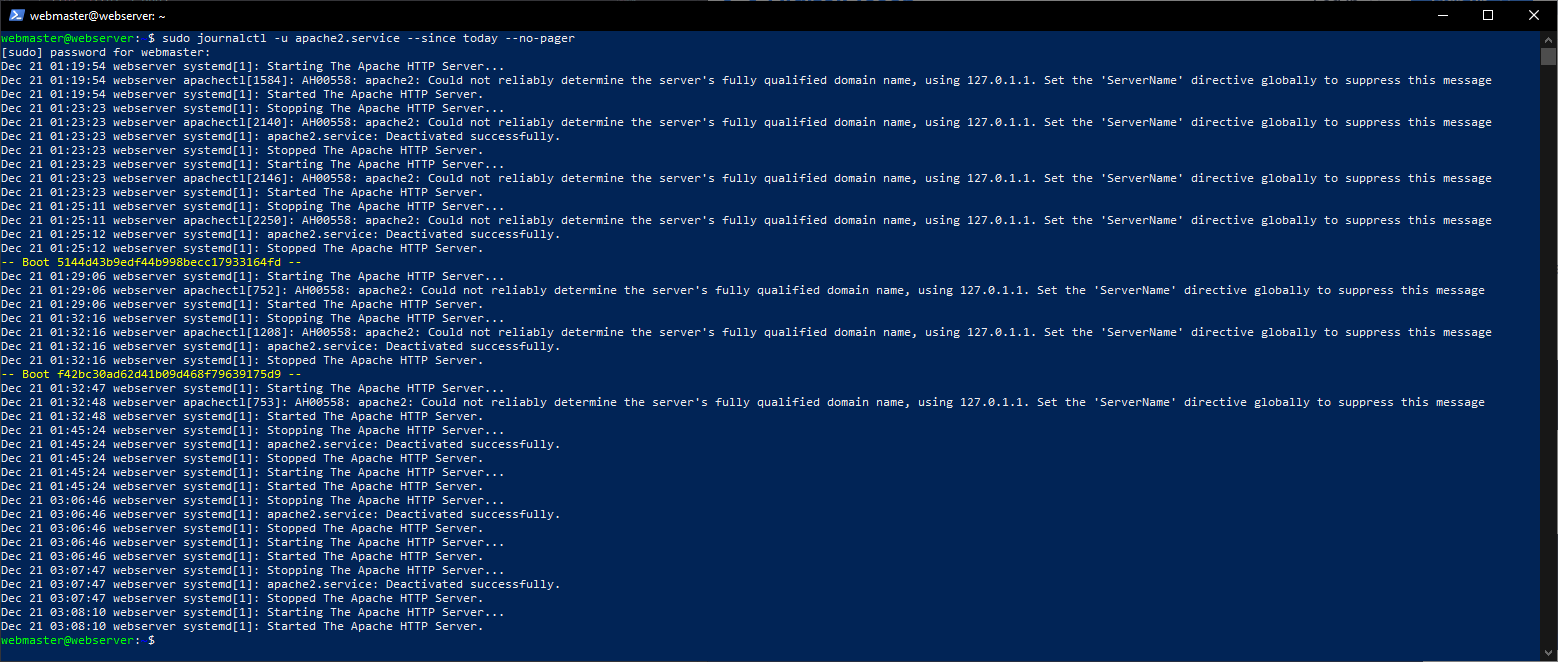 webmaster@webserver: ~
webmaster@webserver: $ sudo journalctl -u apache2.service --since today --no-pager
[sudo] password for webmaster:
Dec 21 01:19:54 webserver systemd[1]: Starting The Apache HTTP Server...
Dec 21 01:19:54 webserver apachectl[1584]: AH00558: apache2: Could not reliably determine the server's fully qualified domain name, using 127.0.1.1. Set the 'ServerName' directive globally to suppress this message
Dec 21 01:19:54 webserver systemd[1]: Started The Apache HTTP Server.
Dec 21 01:23:23 webserver systemd[1]: Stopping The Apache HTTP Server...
Dec 21 01:23:23 webserver apachectl[2140]: AH00558: apache2: Could not reliably determine the server's fully qualified domain name, using 127.0.1.1. Set the 'ServerName' directive globally to suppress this message
Dec 21 01:23:23 webserver systemd[1]: apache2.service: Deactivated successfully.
Dec 21 01:23:23 webserver systemd[1]: Stopped The Apache HTTP Server.
Dec 21 01:23:23 webserver systemd[1]: Starting The Apache HTTP Server...
Dec 21 01:23:23 webserver apachectl[2146]: AH00558: apache2: Could not reliably determine the server's fully qualified domain name, using 127.0.1.1. Set the 'ServerName' directive globally to suppress this message
Dec 21 01:23:23 webserver systemd[1]: Started The Apache HTTP Server.
Dec 21 01:25:11 webserver systemd[1]: Stopping The Apache HTTP Server...
Dec 21 01:25:11 webserver apachectl[2250]: AH00558: apache2: Could not reliably determine the server's fully qualified domain name, using 127.0.1.1. Set the 'ServerName' directive globally to suppress this message
Dec 21 01:25:12 webserver systemd[1]: apache2.service: Deactivated successfully.
Dec 21 01:25:12 webserver systemd[1]: Stopped The Apache HTTP Server.
-- Boot 5144d43b9edf44b998becc17933164fd --
Dec 21 01:29:06 webserver systemd[1]: Starting The Apache HTTP Server...
Dec 21 01:29:06 webserver apachectl[752]: AH00558: apache2: Could not reliably determine the server's fully qualified domain name, using 127.0.1.1. Set the 'ServerName' directive globally to suppress this message
Dec 21 01:29:06 webserver systemd[1]: Started The Apache HTTP Server.
Dec 21 01:32:16 webserver systemd[1]: Stopping The Apache HTTP Server...
Dec 21 01:32:16 webserver apachectl[1208]: AH00558: apache2: Could not reliably determine the server's fully qualified domain name, using 127.0.1.1. Set the 'ServerName' directive globally to suppress this message
Dec 21 01:32:16 webserver systemd[1]: apache2.service: Deactivated successfully.
Dec 21 01:32:16 webserver systemd[1]: Stopped The Apache HTTP Server.
-- Boot f42bc30ad62d41b09d468f79639175d9 --
Dec 21 01:32:47 webserver systemd[1]: Starting The Apache HTTP Server...
Dec 21 01:32:48 webserver apachectl[753]: AH00558: apache2: Could not reliably determine the server's fully qualified domain name, using 127.0.1.1. Set the 'ServerName' directive globally to suppress this message
Dec 21 01:32:48 webserver systemd[1]: Started The Apache HTTP Server.
Dec 21 01:45:24 webserver systemd[1]: Stopping The Apache HTTP Server...
Dec 21 01:45:24 webserver systemd[1]: apache2.service: Deactivated successfully.
Dec 21 01:45:24 webserver systemd[1]: Stopped The Apache HTTP Server.
Dec 21 01:45:24 webserver systemd[1]: Starting The Apache HTTP Server...
Dec 21 01:45:24 webserver systemd[1]: Started The Apache HTTP Server.
Dec 21 03:06:46 webserver systemd[1]: Stopping The Apache HTTP Server...
Dec 21 03:06:46 webserver systemd[1]: apache2.service: Deactivated successfully.
Dec 21 03:06:46 webserver systemd[1]: Stopped The Apache HTTP Server.
Dec 21 03:06:46 webserver systemd[1]: Starting The Apache HTTP Server...
Dec 21 03:06:46 webserver systemd[1]: Started The Apache HTTP Server.
Dec 21 03:07:47 webserver systemd[1]: Stopping The Apache HTTP Server...
Dec 21 03:07:47 webserver systemd[1]: apache2.service: Deactivated successfully.
Dec 21 03:07:47 webserver systemd[1]: Stopped The Apache HTTP Server.
Dec 21 03:08:10 webserver systemd[1]: Starting The Apache HTTP Server...
Dec 21 03:08:10 webserver systemd[1]: Started The Apache HTTP Server.
webmaster@webserver: $